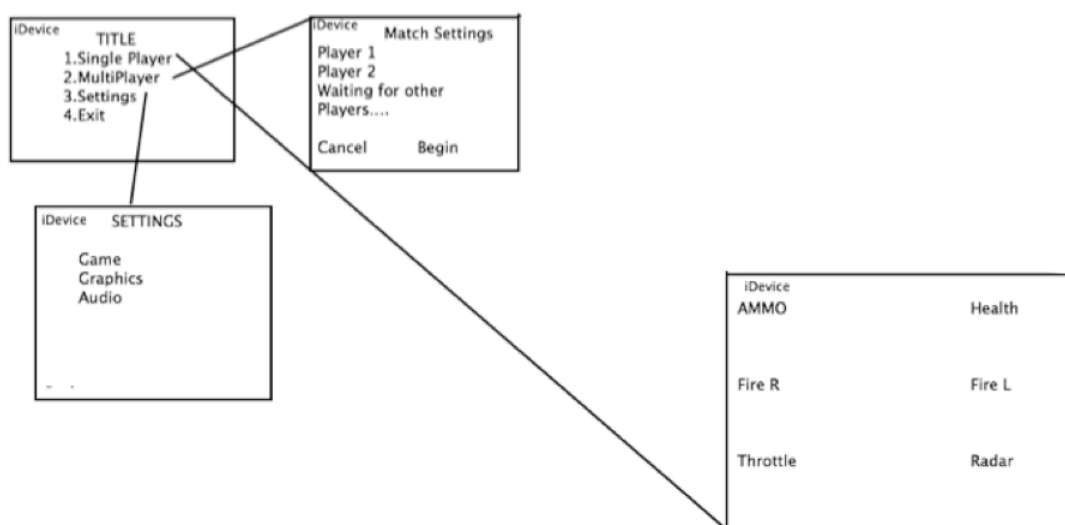 iDevice
TITLE
1.Single Player
2.MultiPlayer
3.Settings
4.Exit
iDevice
Match Settings
Player 1
Player 2
Waiting for other
Players....
Cancel Begin
iDevice SETTINGS
Game
Graphics
Audio
iDevice
AMMO Health
Fire R Fire L
Throttle Radar